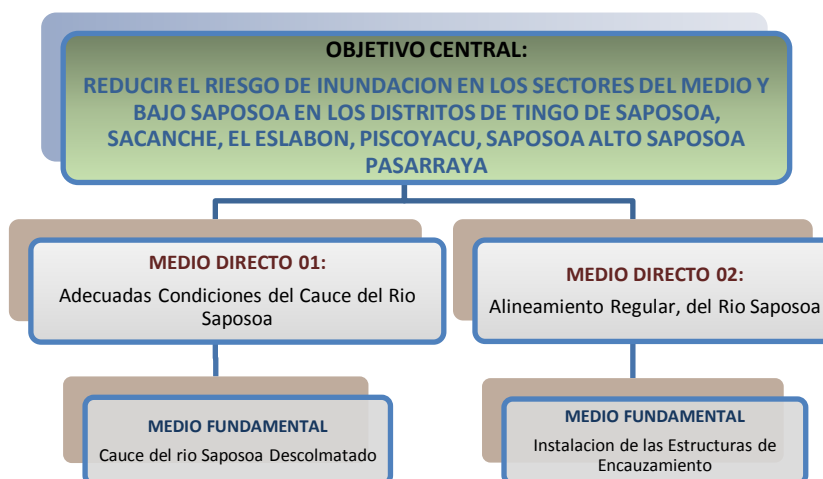 OBJETIVO CENTRAL:
REDUCIR EL RIESGO DE INUNDACION EN LOS SECTORES DEL MEDIO Y
BAJO SAPOSOA EN LOS DISTRITOS DE TINGO DE SAPOSOA,
SACANCHE, EL ESLABON, PISCOYACU, SAPOSOA ALTO SAPOSOA
PASARRAYA
MEDIO DIRECTO 01:
Adecuadas Condiciones del Cauce del Rio
Saposoa
MEDIO DIRECTO 02:
Alineamiento Regular, del Rio Saposoa
MEDIO FUNDAMENTAL
Cauce del rio Saposoa Descolmatado
MEDIO FUNDAMENTAL
Instalacion de las Estructuras de
Encauzamiento